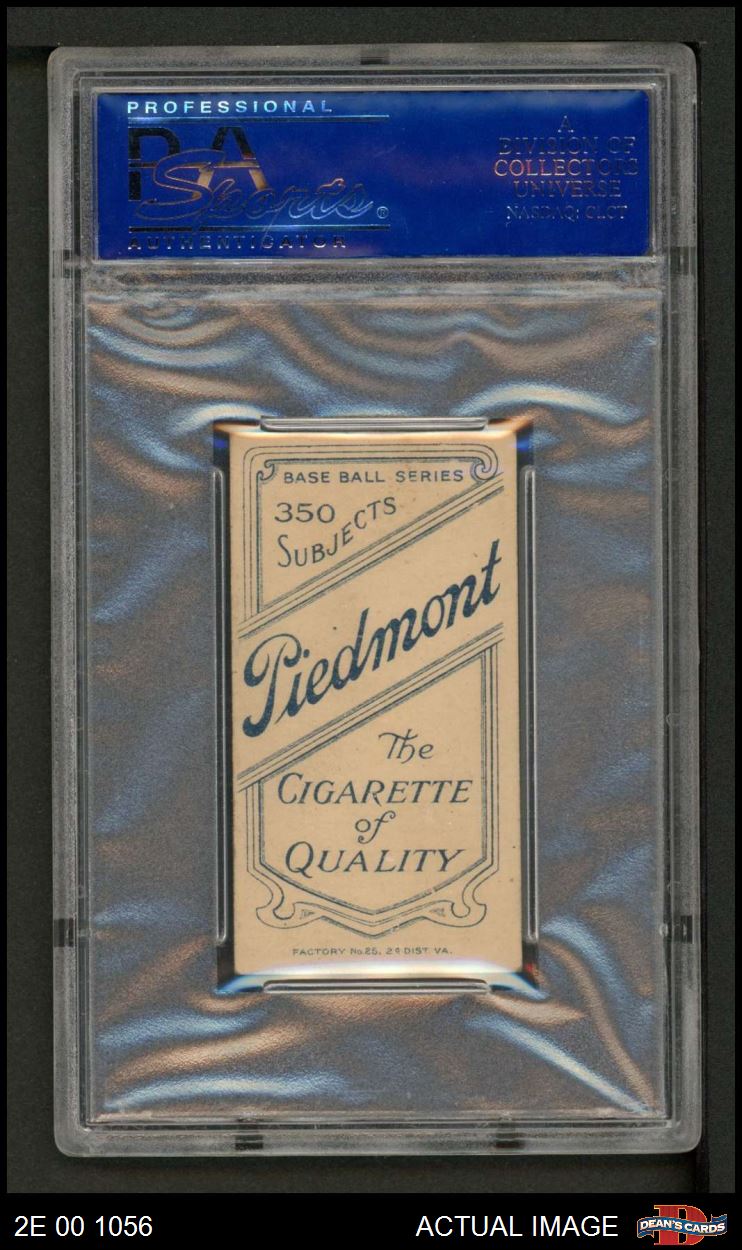 PROFESSIONAL
PSA
Sports®
AUTHENTICATOR
A
DIVISION OF
COLLECTORS
UNIVERSE
NASDAQ: CLCT
BASE BALL SERIES
350
SUBJECTS
Piedmont
The
CIGARETTE
of
QUALITY
FACTORY No. 25, 2d DIST. VA.
2E 00 1056
ACTUAL IMAGE
D
DEAN'S CARDS